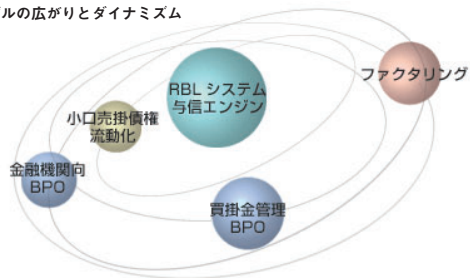 ルの広がりとダイナミズム
RBL システム
与信エンジン
ファクタリング
小口売掛債権
流動化
金融機関向
BPO
買掛金管理
BPO